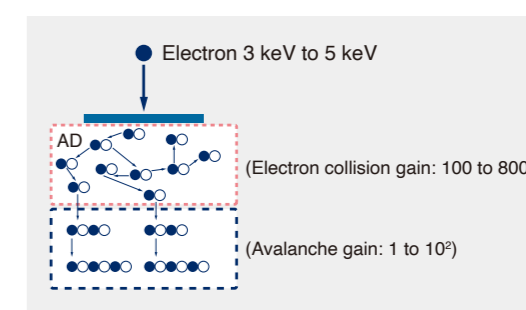 Electron 3 keV to 5 keV
AD
(Electron collision gain: 100 to 800
(Avalanche gain: 1 to 10²)